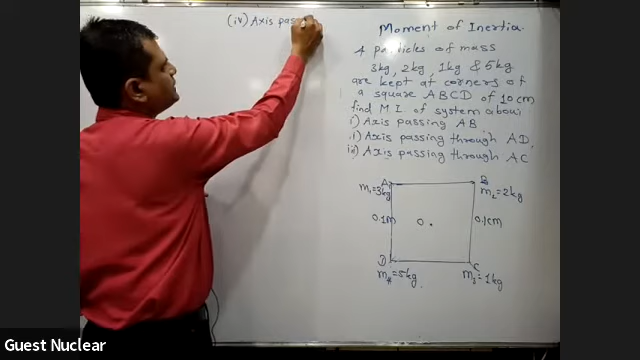 (iv) Axis pass
Moment of Inertia.
4 particles of mass
3kg, 2kg, 1kg & 5kg
are kept at corners of
a square ABCD of 10cm
find M I of system about
i) Axis passing AB
ii) Axis passing through AD,
iii) Axis passing through AC
A B
m₁=3kg m₂=2kg
0.1M O. 0.1cm
D C
m₄=5kg m₃=1kg
Guest Nuclear